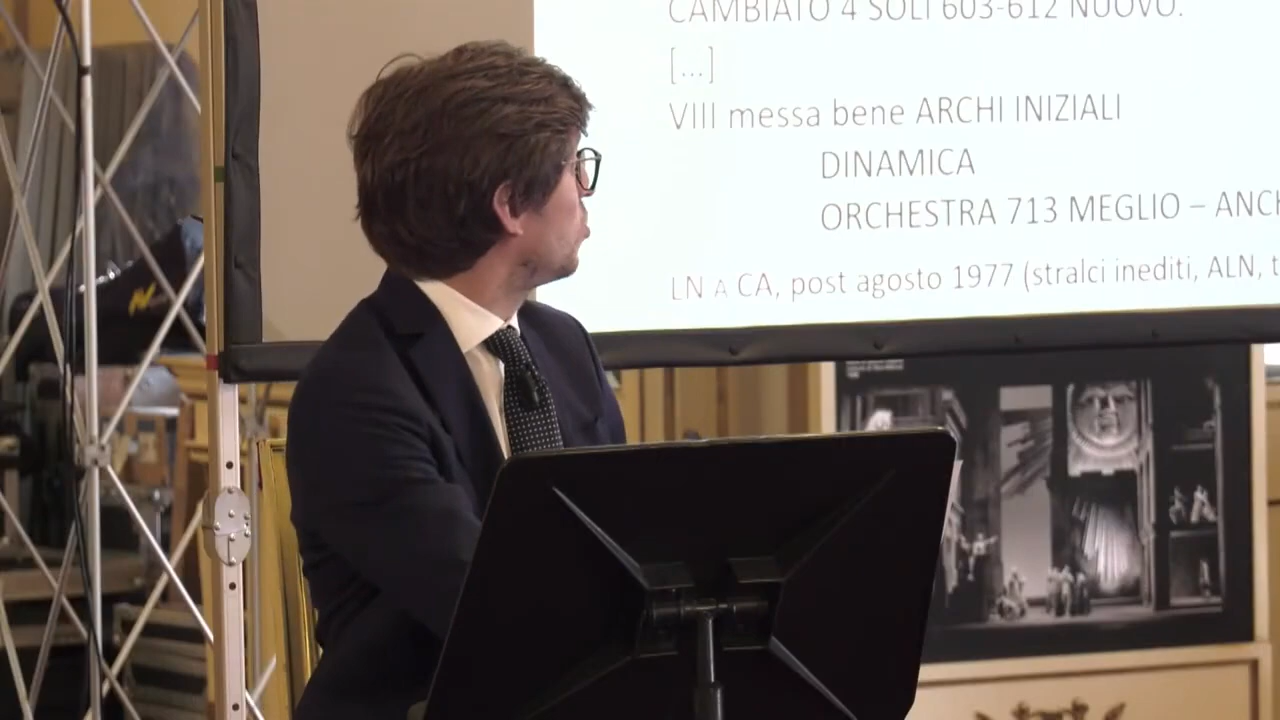 CAMBIATO 4 SOLI 603-612 NUOVO.
[...]
VIII messa bene ARCHI INIZIALI
DINAMICA
ORCHESTRA 713 MEGLIO – ANCH
LN A CA, post agosto 1977 (stralci inediti, ALN, t